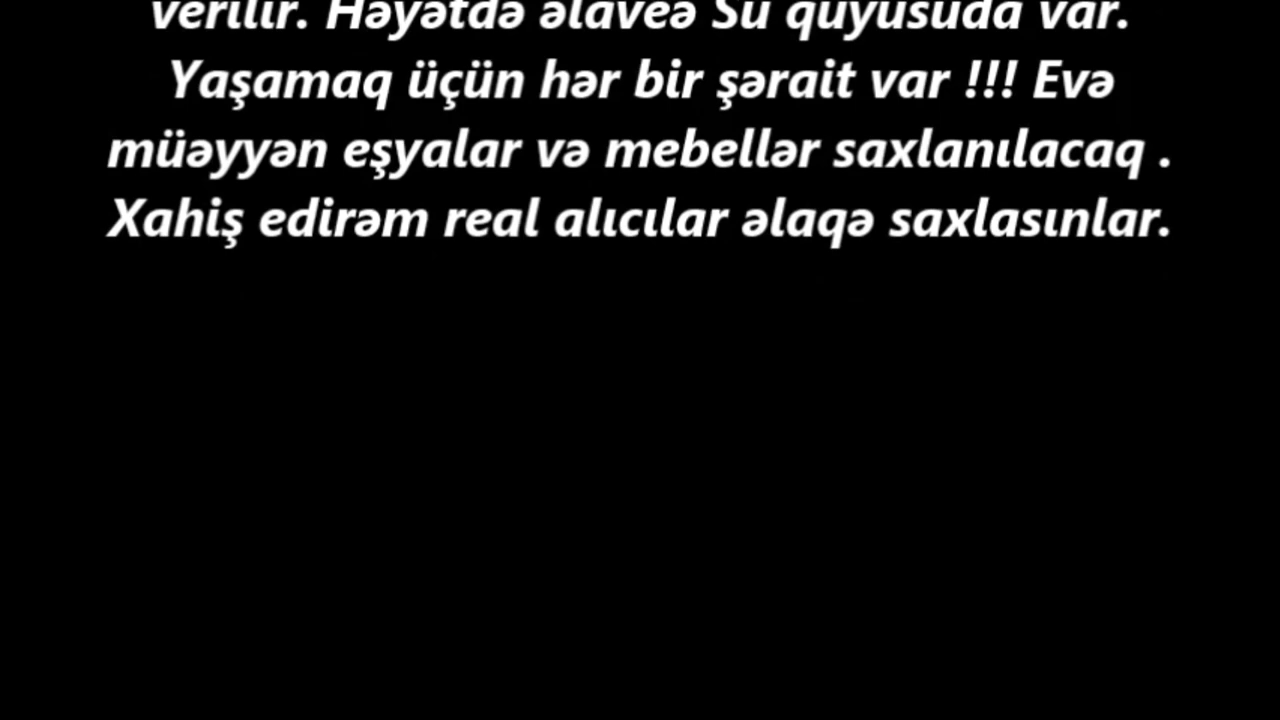 verilir. Həyətdə əlaveə Su quyusuda var.
Yaşamaq üçün hər bir şərait var !!! Evə
müəyyən eşyalar və mebellər saxlanılacaq .
Xahiş edirəm real alıcılar əlaqə saxlasınlar.